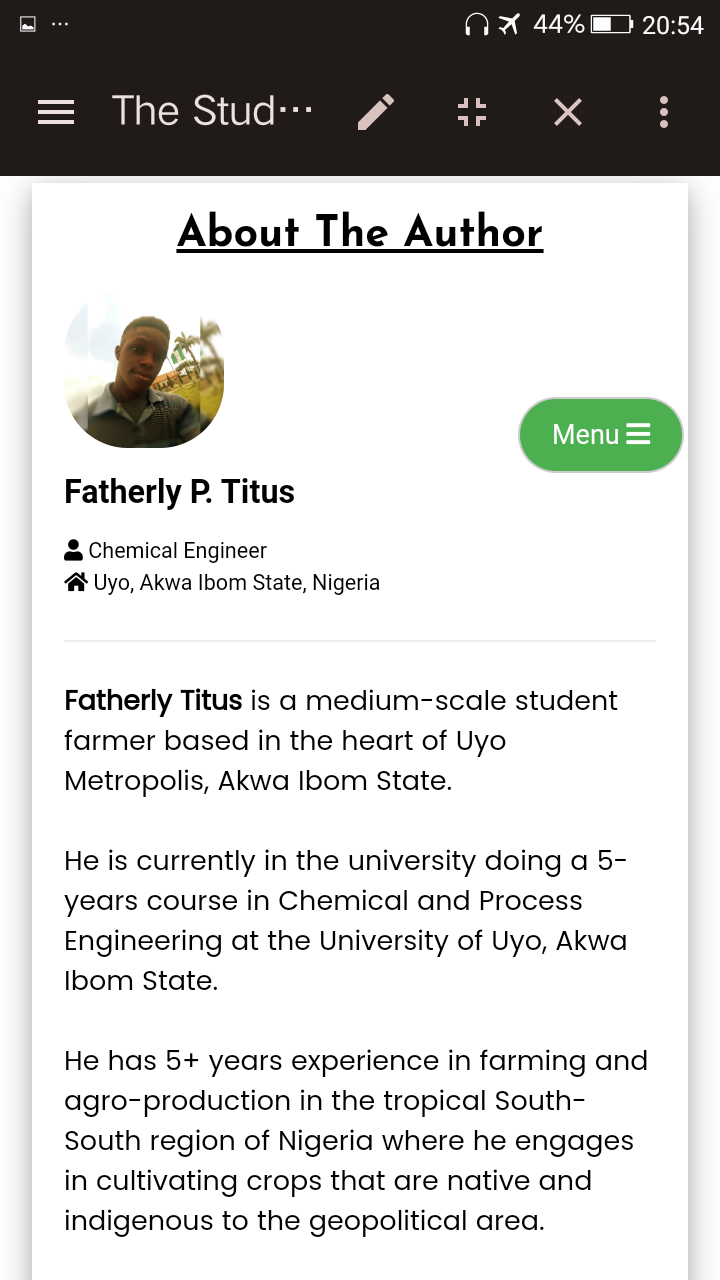 44% 20:54
The Stud...
About The Author
Menu
Fatherly P. Titus
Chemical Engineer
Uyo, Akwa Ibom State, Nigeria
Fatherly Titus is a medium-scale student
farmer based in the heart of Uyo
Metropolis, Akwa Ibom State.
He is currently in the university doing a 5-
years course in Chemical and Process
Engineering at the University of Uyo, Akwa
Ibom State.
He has 5+ years experience in farming and
agro-production in the tropical South-
South region of Nigeria where he engages
in cultivating crops that are native and
indigenous to the geopolitical area.